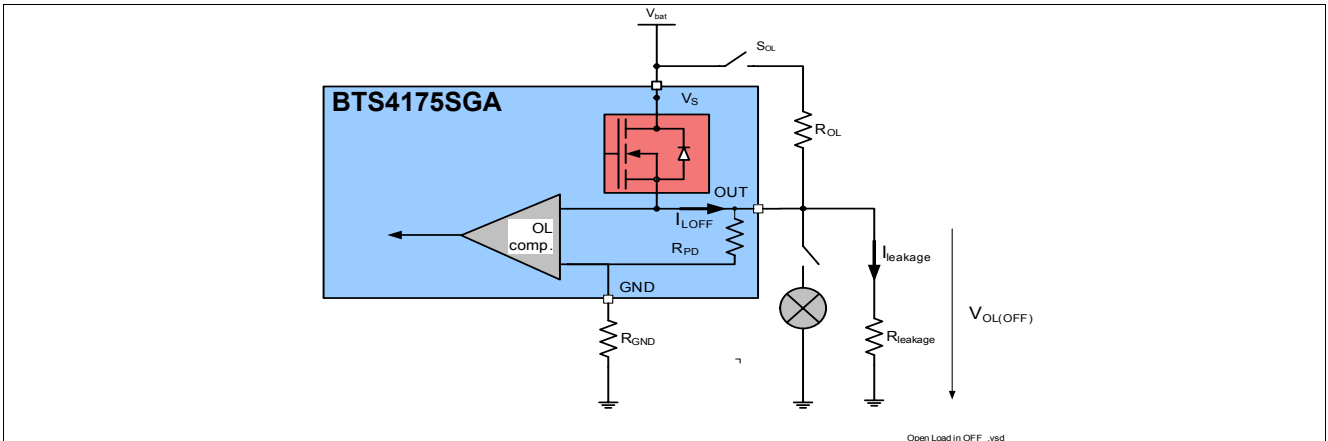 Vbat
SOL
BTS4175SGA
VS
ROL
OUT
ILOFF
OL
comp.
RPD
Ileakage
GND
VOL(OFF)
RGND
Rleakage
Open Load in OFF .vsd